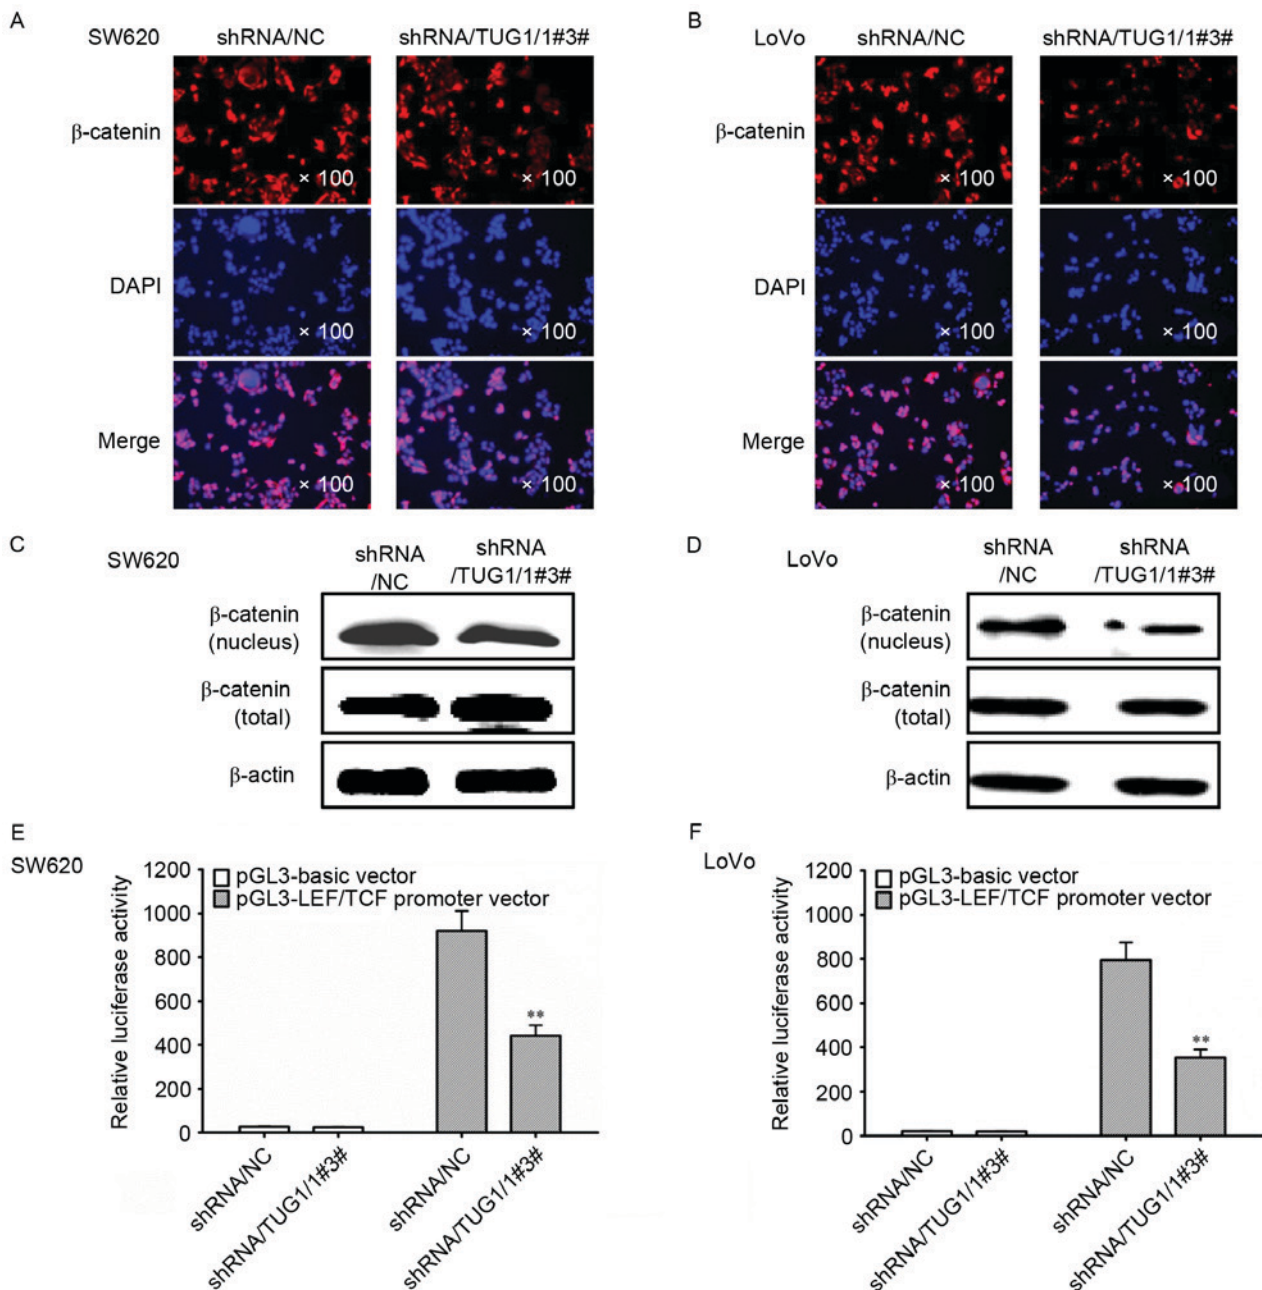 A
SW620
shRNA/NC
shRNA/TUG1/1#3#
β-catenin
× 100
× 100
DAPI
× 100
× 100
Merge
× 100
× 100
B
LoVo
shRNA/NC
shRNA/TUG1/1#3#
β-catenin
× 100
× 100
DAPI
× 100
× 100
Merge
× 100
× 100
C
SW620
shRNA
/NC
shRNA
/TUG1/1#3#
β-catenin
(nucleus)
β-catenin
(total)
β-actin
D
LoVo
shRNA
/NC
shRNA
/TUG1/1#3#
β-catenin
(nucleus)
β-catenin
(total)
β-actin
E
SW620
Relative luciferase activity
1200
1000
800
600
400
200
0
pGL3-basic vector
pGL3-LEF/TCF promoter vector
**
shRNA/NC
shRNA/TUG1/1#3#
shRNA/NC
shRNA/TUG1/1#3#
F
LoVo
Relative luciferase activity
1200
1000
800
600
400
200
0
pGL3-basic vector
pGL3-LEF/TCF promoter vector
**
shRNA/NC
shRNA/TUG1/1#3#
shRNA/NC
shRNA/TUG1/1#3#